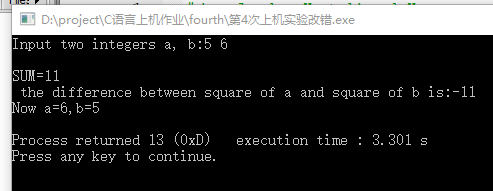 D:\project\C语言上机作业\fourth\第4次上机实验改错.exe
Input two integers a, b:5 6
SUM=11
the difference between square of a and square of b is:-11
Now a=6,b=5
Process returned 13 (0xD)   execution time : 3.301 s
Press any key to continue.